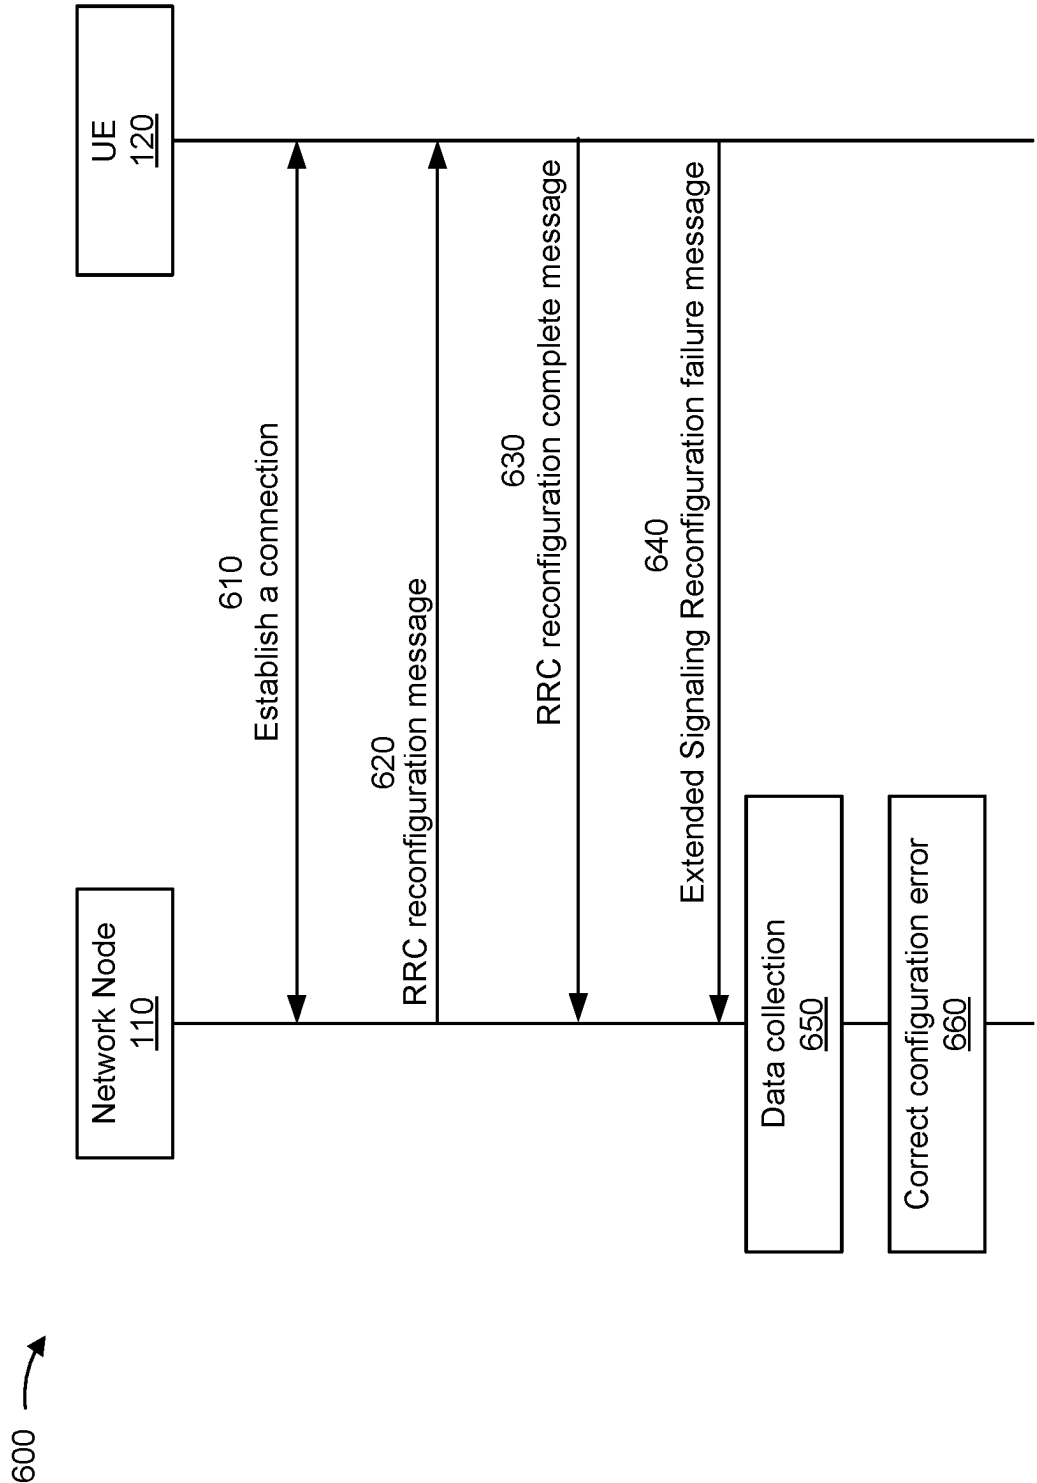 600
Network Node
110
UE
120
610
Establish a connection
620
RRC reconfiguration message
630
RRC reconfiguration complete message
640
Extended Signaling Reconfiguration failure message
Data collection
650
Correct configuration error
660